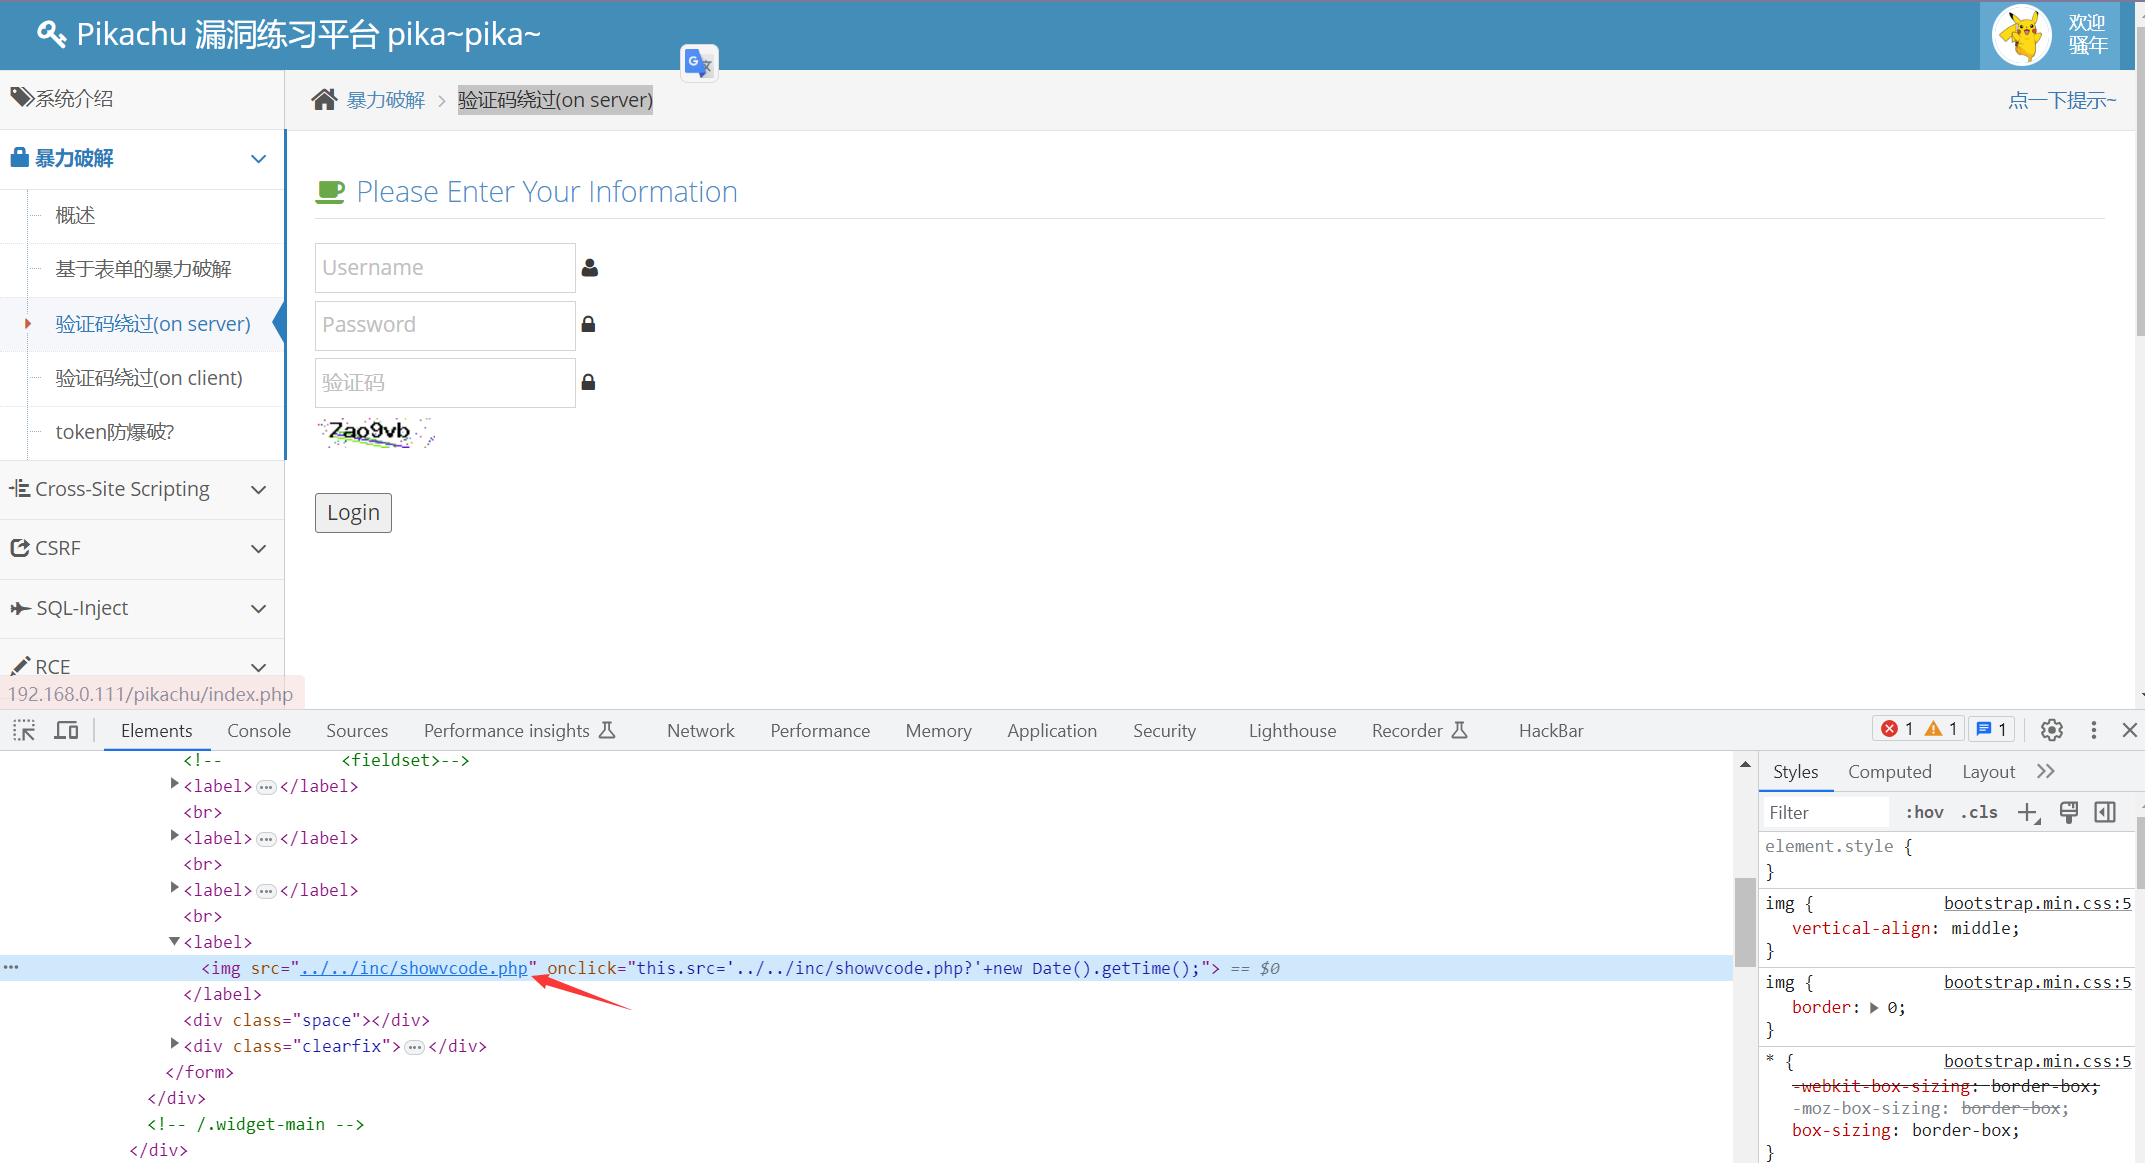 Pikachu 漏洞练习平台 pika~pika~
欢迎
骚年
系统介绍
暴力破解
概述
基于表单的暴力破解
验证码绕过(on server)
验证码绕过(on client)
token防爆破?
Cross-Site Scripting
CSRF
SQL-Inject
RCE
192.168.0.111/pikachu/index.php
暴力破解 > 验证码绕过(on server)
点一下提示~
Please Enter Your Information
Username
Password
验证码
Zao9vb
Login
Elements Console Sources Performance insights Network Performance Memory Application Security Lighthouse Recorder HackBar 1 1 1
<!-- <fieldset>-->
<label>…</label>
<br>
<label>…</label>
<br>
<label>…</label>
<br>
<label>
<img src="../../inc/showvcode.php" onclick="this.src='../../inc/showvcode.php?'+new Date().getTime();"> == $0
</label>
<div class="space"></div>
<div class="clearfix">…</div>
</form>
</div>
<!-- /.widget-main -->
</div>
Styles Computed Layout
Filter :hov .cls
element.style {
}
img { bootstrap.min.css:5
vertical-align: middle;
}
img { bootstrap.min.css:5
border: 0;
}
* { bootstrap.min.css:5
-webkit-box-sizing: border-box;
-moz-box-sizing: border-box;
box-sizing: border-box;
}